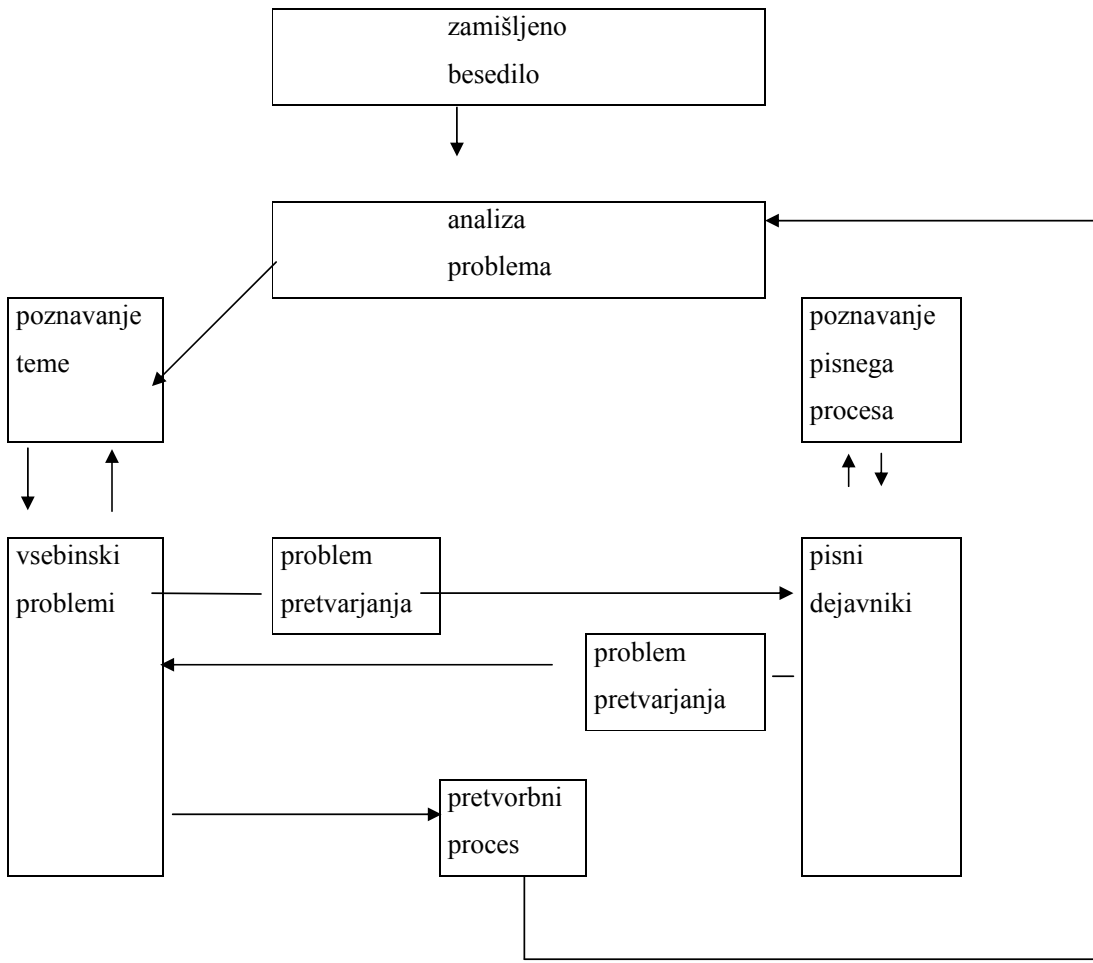 zamišljeno
besedilo
analiza
problema
poznavanje
teme
poznavanje
pisnega
procesa
vsebinski
problemi
problem
pretvarjanja
pisni
dejavniki
problem
pretvarjanja
pretvorbni
proces